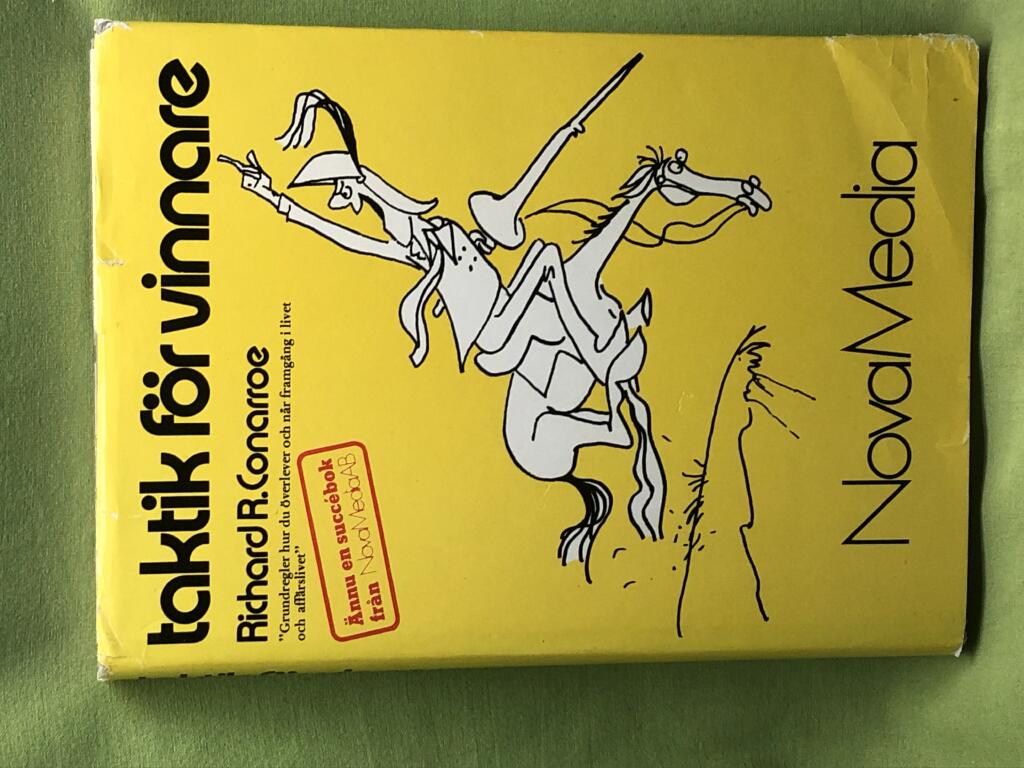 taktik för vinnare
Richard R. Conarroe
"Grundregler hur du överlever och når framgång i livet
och affärslivet"
Ännu en succébok
från NovaMediaAB
NovaMedia